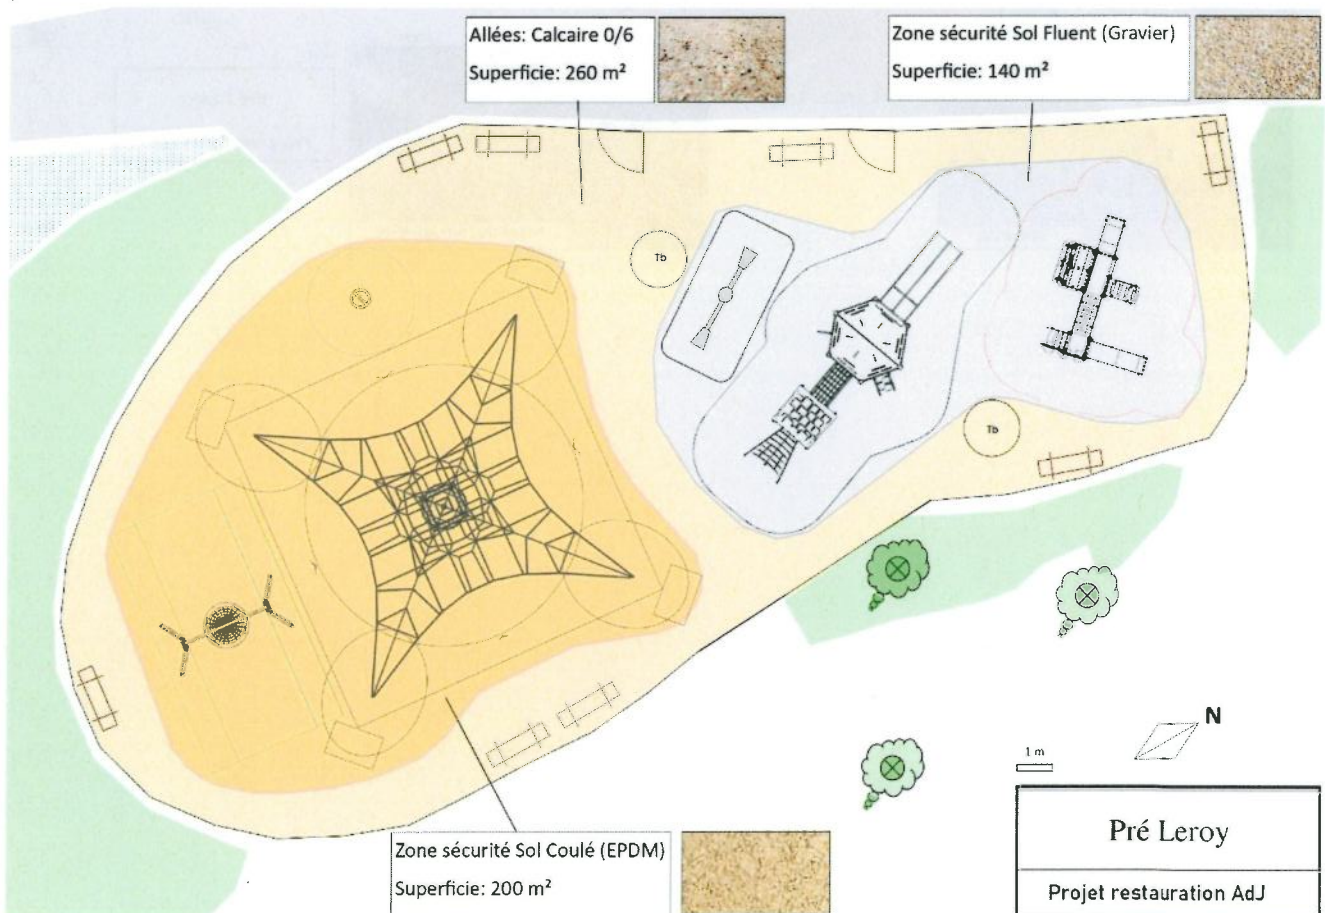 Allées: Calcaire 0/6
Superficie: 260 m²
Zone sécurité Sol Fluent (Gravier)
Superficie: 140 m²
Tb
Tb
N
1 m
Pré Leroy
Projet restauration AdJ
Zone sécurité Sol Coulé (EPDM)
Superficie: 200 m²